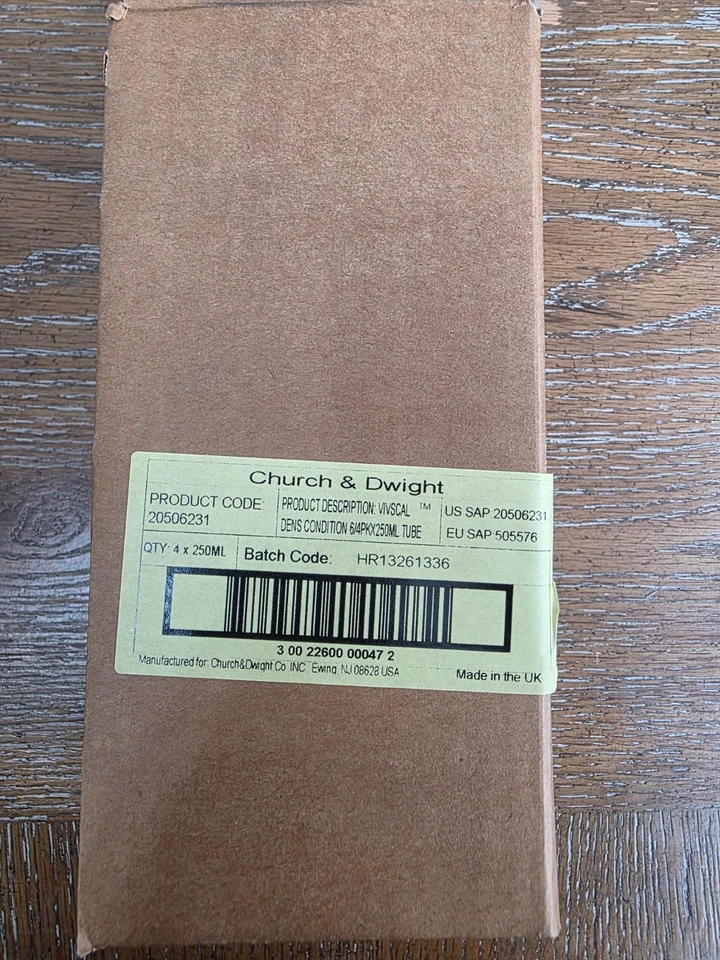 Church & Dwight
PRODUCT CODE:
20506231
PRODUCT DESCRIPTION: VIVSCAL ™
DENS CONDITION 6/4PKX250ML TUBE
US SAP:20506231
EU SAP:505576
QTY: 4 x 250ML
Batch Code: HR13261336
3 00 22600 00047 2
Manufactured for: Church&Dwight Co. INC., Ewing, NJ 08628 USA
Made in the UK